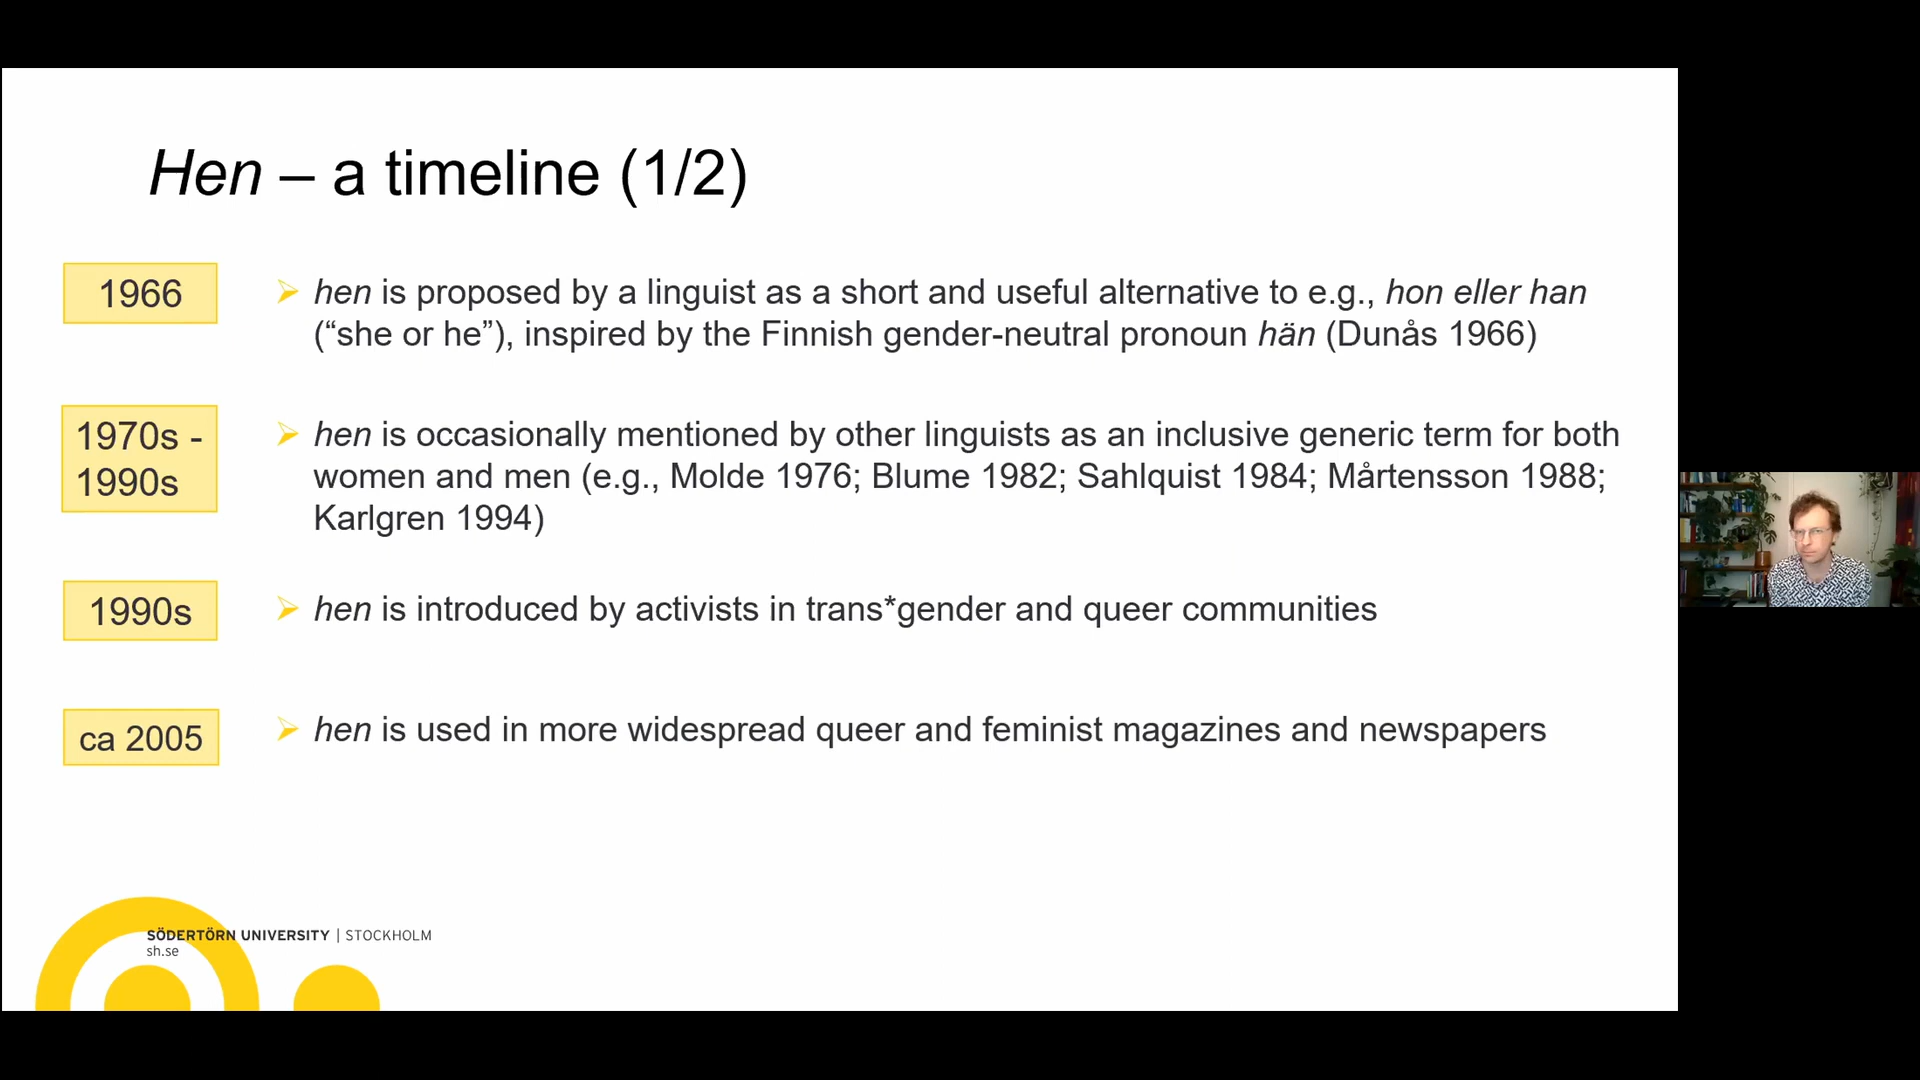 Hen – a timeline (1/2)
1966
hen is proposed by a linguist as a short and useful alternative to e.g., hon eller han
(“she or he”), inspired by the Finnish gender-neutral pronoun hän (Dunås 1966)
1970s -
1990s
hen is occasionally mentioned by other linguists as an inclusive generic term for both
women and men (e.g., Molde 1976; Blume 1982; Sahlquist 1984; Mårtensson 1988;
Karlgren 1994)
1990s
hen is introduced by activists in trans*gender and queer communities
ca 2005
hen is used in more widespread queer and feminist magazines and newspapers
SÖDERTÖRN UNIVERSITY | STOCKHOLM
sh.se